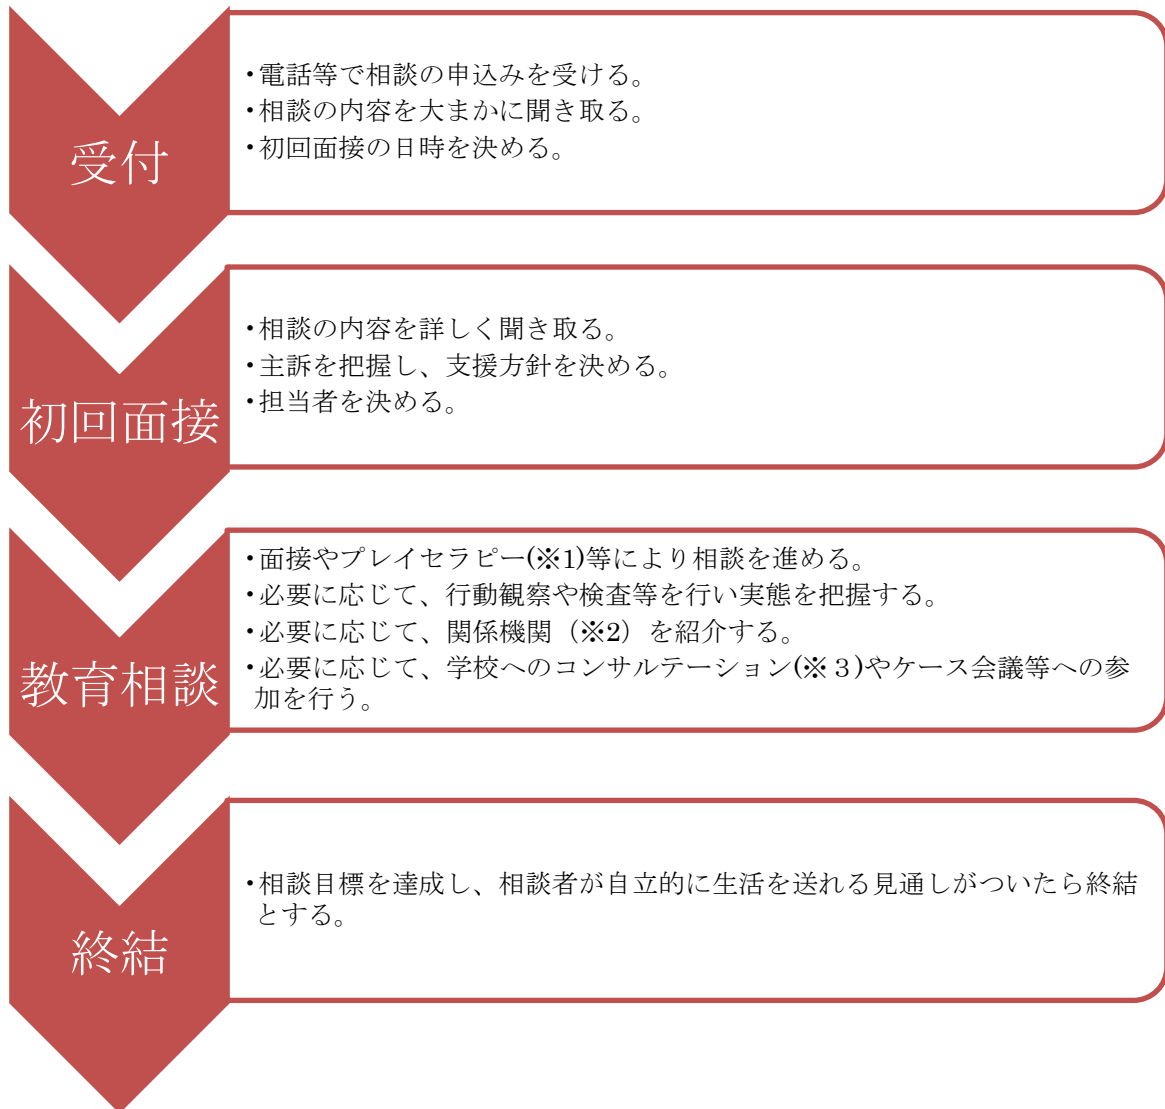 受付
・電話等で相談の申込みを受ける。
・相談の内容を大まかに聞き取る。
・初回面接の日時を決める。
初回面接
・相談の内容を詳しく聞き取る。
・主訴を把握し、支援方針を決める。
・担当者を決める。
教育相談
・面接やプレイセラピー(※1)等により相談を進める。
・必要に応じて、行動観察や検査等を行い実態を把握する。
・必要に応じて、関係機関（※2）を紹介する。
・必要に応じて、学校へのコンサルテーション(※３)やケース会議等への参
加を行う。
終結
・相談目標を達成し、相談者が自立的に生活を送れる見通しがついたら終結
とする。